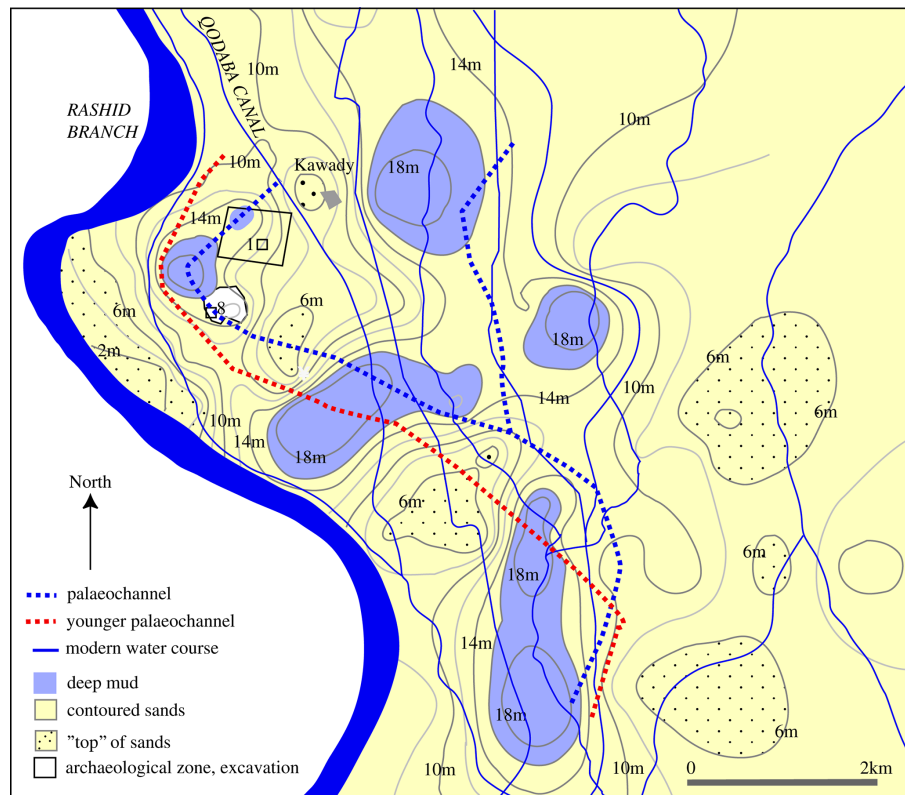 QODABA CANAL
10m
14m
10m
RASHID
BRANCH
10m
Kawady
18m
14m
1
8
6m
2m
18m
6m
6m
10m
6m
10m
14m
14m
18m
6m
North
18m
6m
palaeochannel
younger palaeochannel
modern water course
deep mud
contoured sands
"top" of sands
archaeological zone, excavation
14m
18m
6m
10m
10m
0
2km